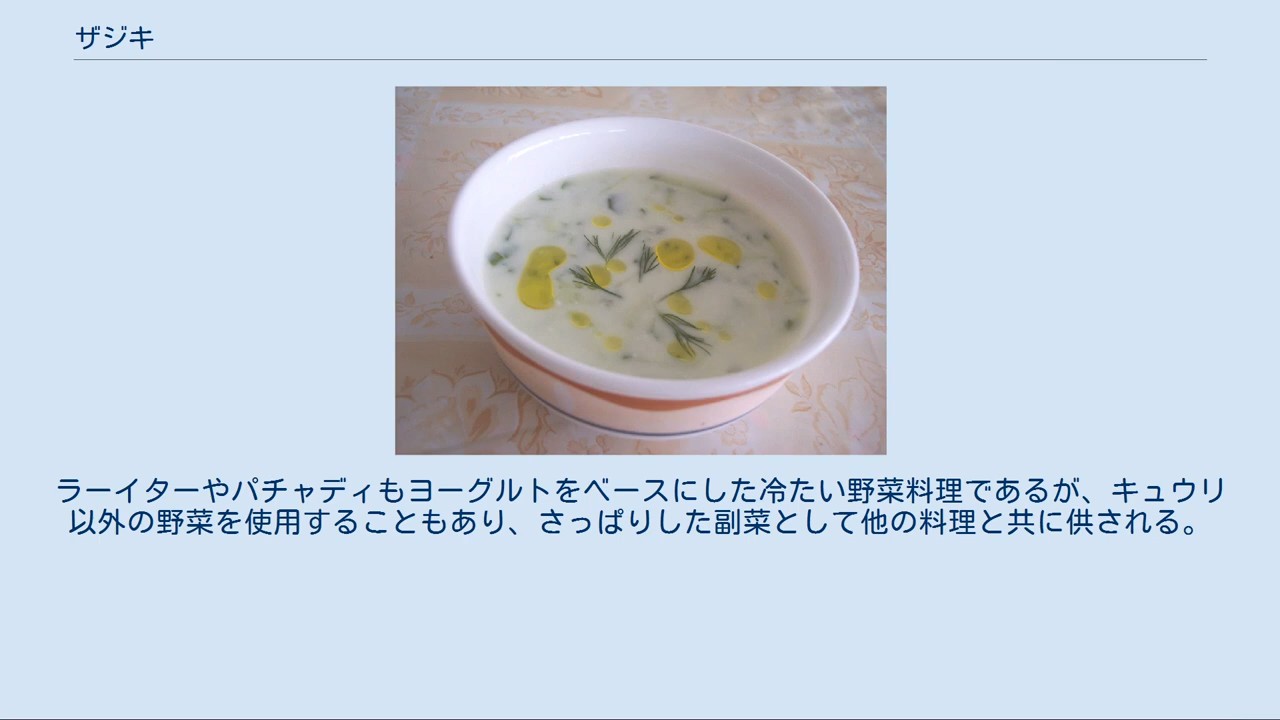 ザジキ
ラーイターやパチャディもヨーグルトをベースにした冷たい野菜料理であるが、キュウリ
以外の野菜を使用することもあり、さっぱりした副菜として他の料理と共に供される。